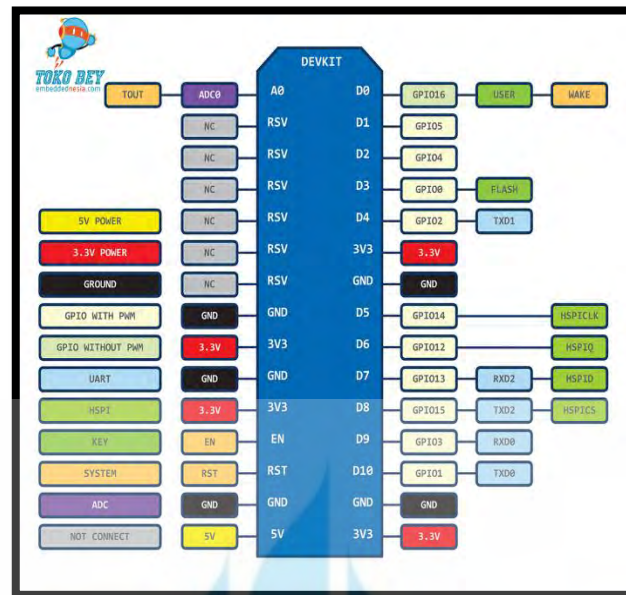 DEVKIT
TOKO BEY
embeddednesia.com
TOUT ADC0 A0 D0 GPIO16 USER WAKE
NC RSV D1 GPIO5
NC RSV D2 GPIO4
NC RSV D3 GPIO0 FLASH
5V POWER NC RSV D4 GPIO2 TXD1
3.3V POWER NC RSV 3V3 3.3V
GROUND NC RSV GND GND
GPIO WITH PWM GND GND D5 GPIO14 HSPICLK
GPIO WITHOUT PWM 3.3V 3V3 D6 GPIO12 HSPIQ
UART GND GND D7 GPIO13 RXD2 HSPID
HSPI 3.3V 3V3 D8 GPIO15 TXD2 HSPICS
KEY EN EN D9 GPIO3 RXD0
SYSTEM RST RST D10 GPIO1 TXD0
ADC GND GND GND GND
NOT CONNECT 5V 5V 3V3 3.3V